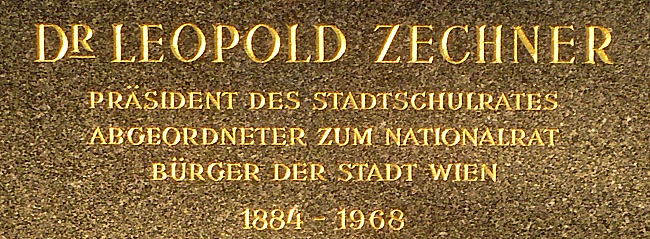 DR LEOPOLD ZECHNER
PRÄSIDENT DES STADTSCHULRATES
ABGEORDNETER ZUM NATIONALRAT
BÜRGER DER STADT WIEN
1884 - 1968